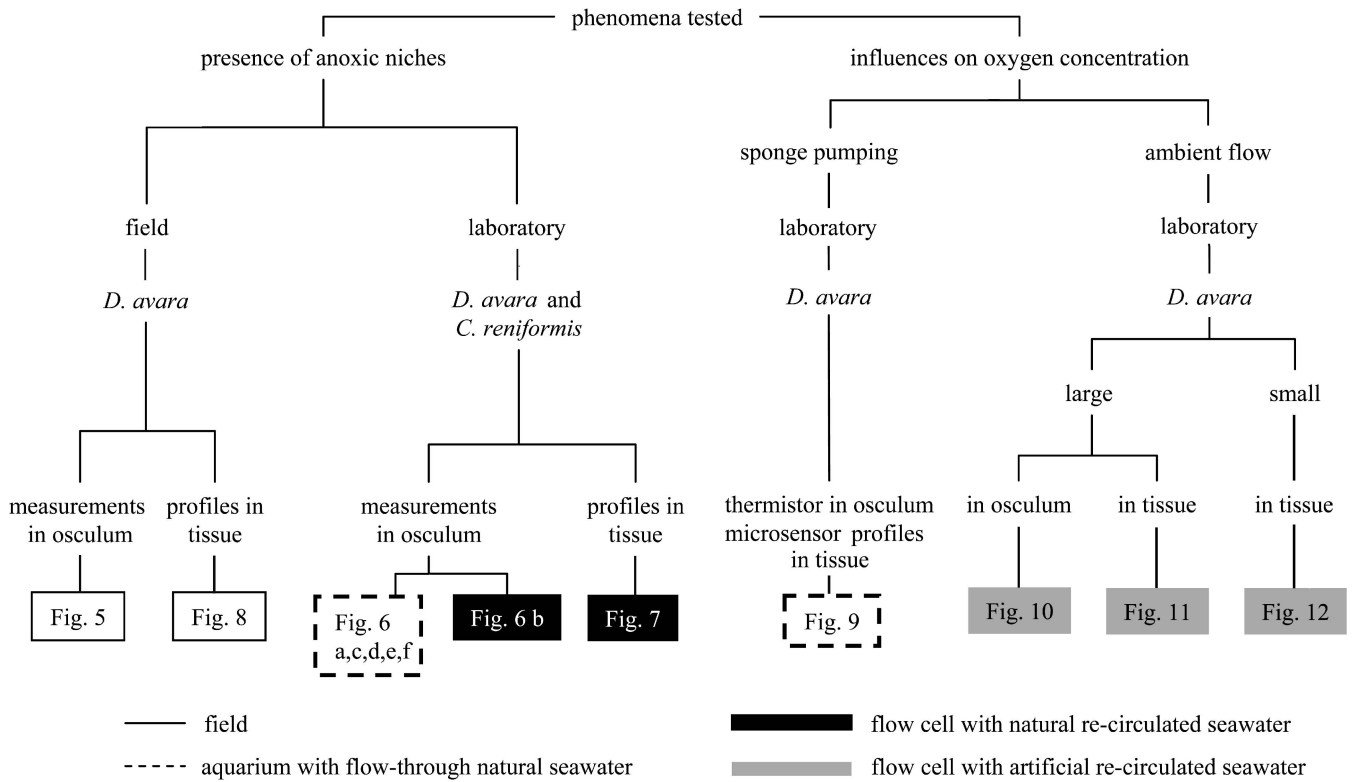 phenomena tested
presence of anoxic niches
influences on oxygen concentration
sponge pumping
ambient flow
field
laboratory
laboratory
laboratory
D. avara
D. avara and
C. reniformis
D. avara
D. avara
large
small
measurements
in osculum
profiles in
tissue
measurements
in osculum
profiles in
tissue
thermistor in osculum
microsensor profiles
in tissue
in osculum
in tissue
in tissue
Fig. 5
Fig. 8
Fig. 6
a,c,d,e,f
Fig. 6 b
Fig. 7
Fig. 9
Fig. 10
Fig. 11
Fig. 12
field
aquarium with flow-through natural seawater
flow cell with natural re-circulated seawater
flow cell with artificial re-circulated seawater